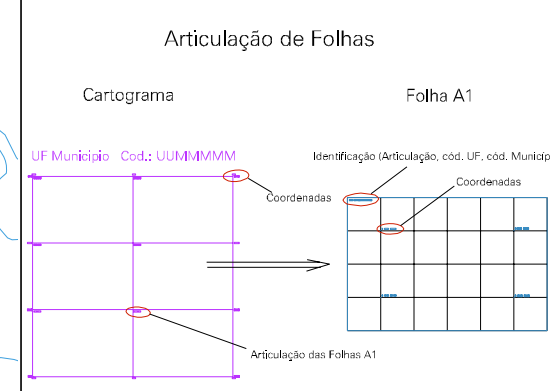 Articulação de Folhas
Cartograma
Folha A1
UF Municipio Cod.: UUMMMMM
Identificação (Articulação, cód. UF, cód. Municíp
Coordenadas
Coordenadas
Articulação das Folhas A1